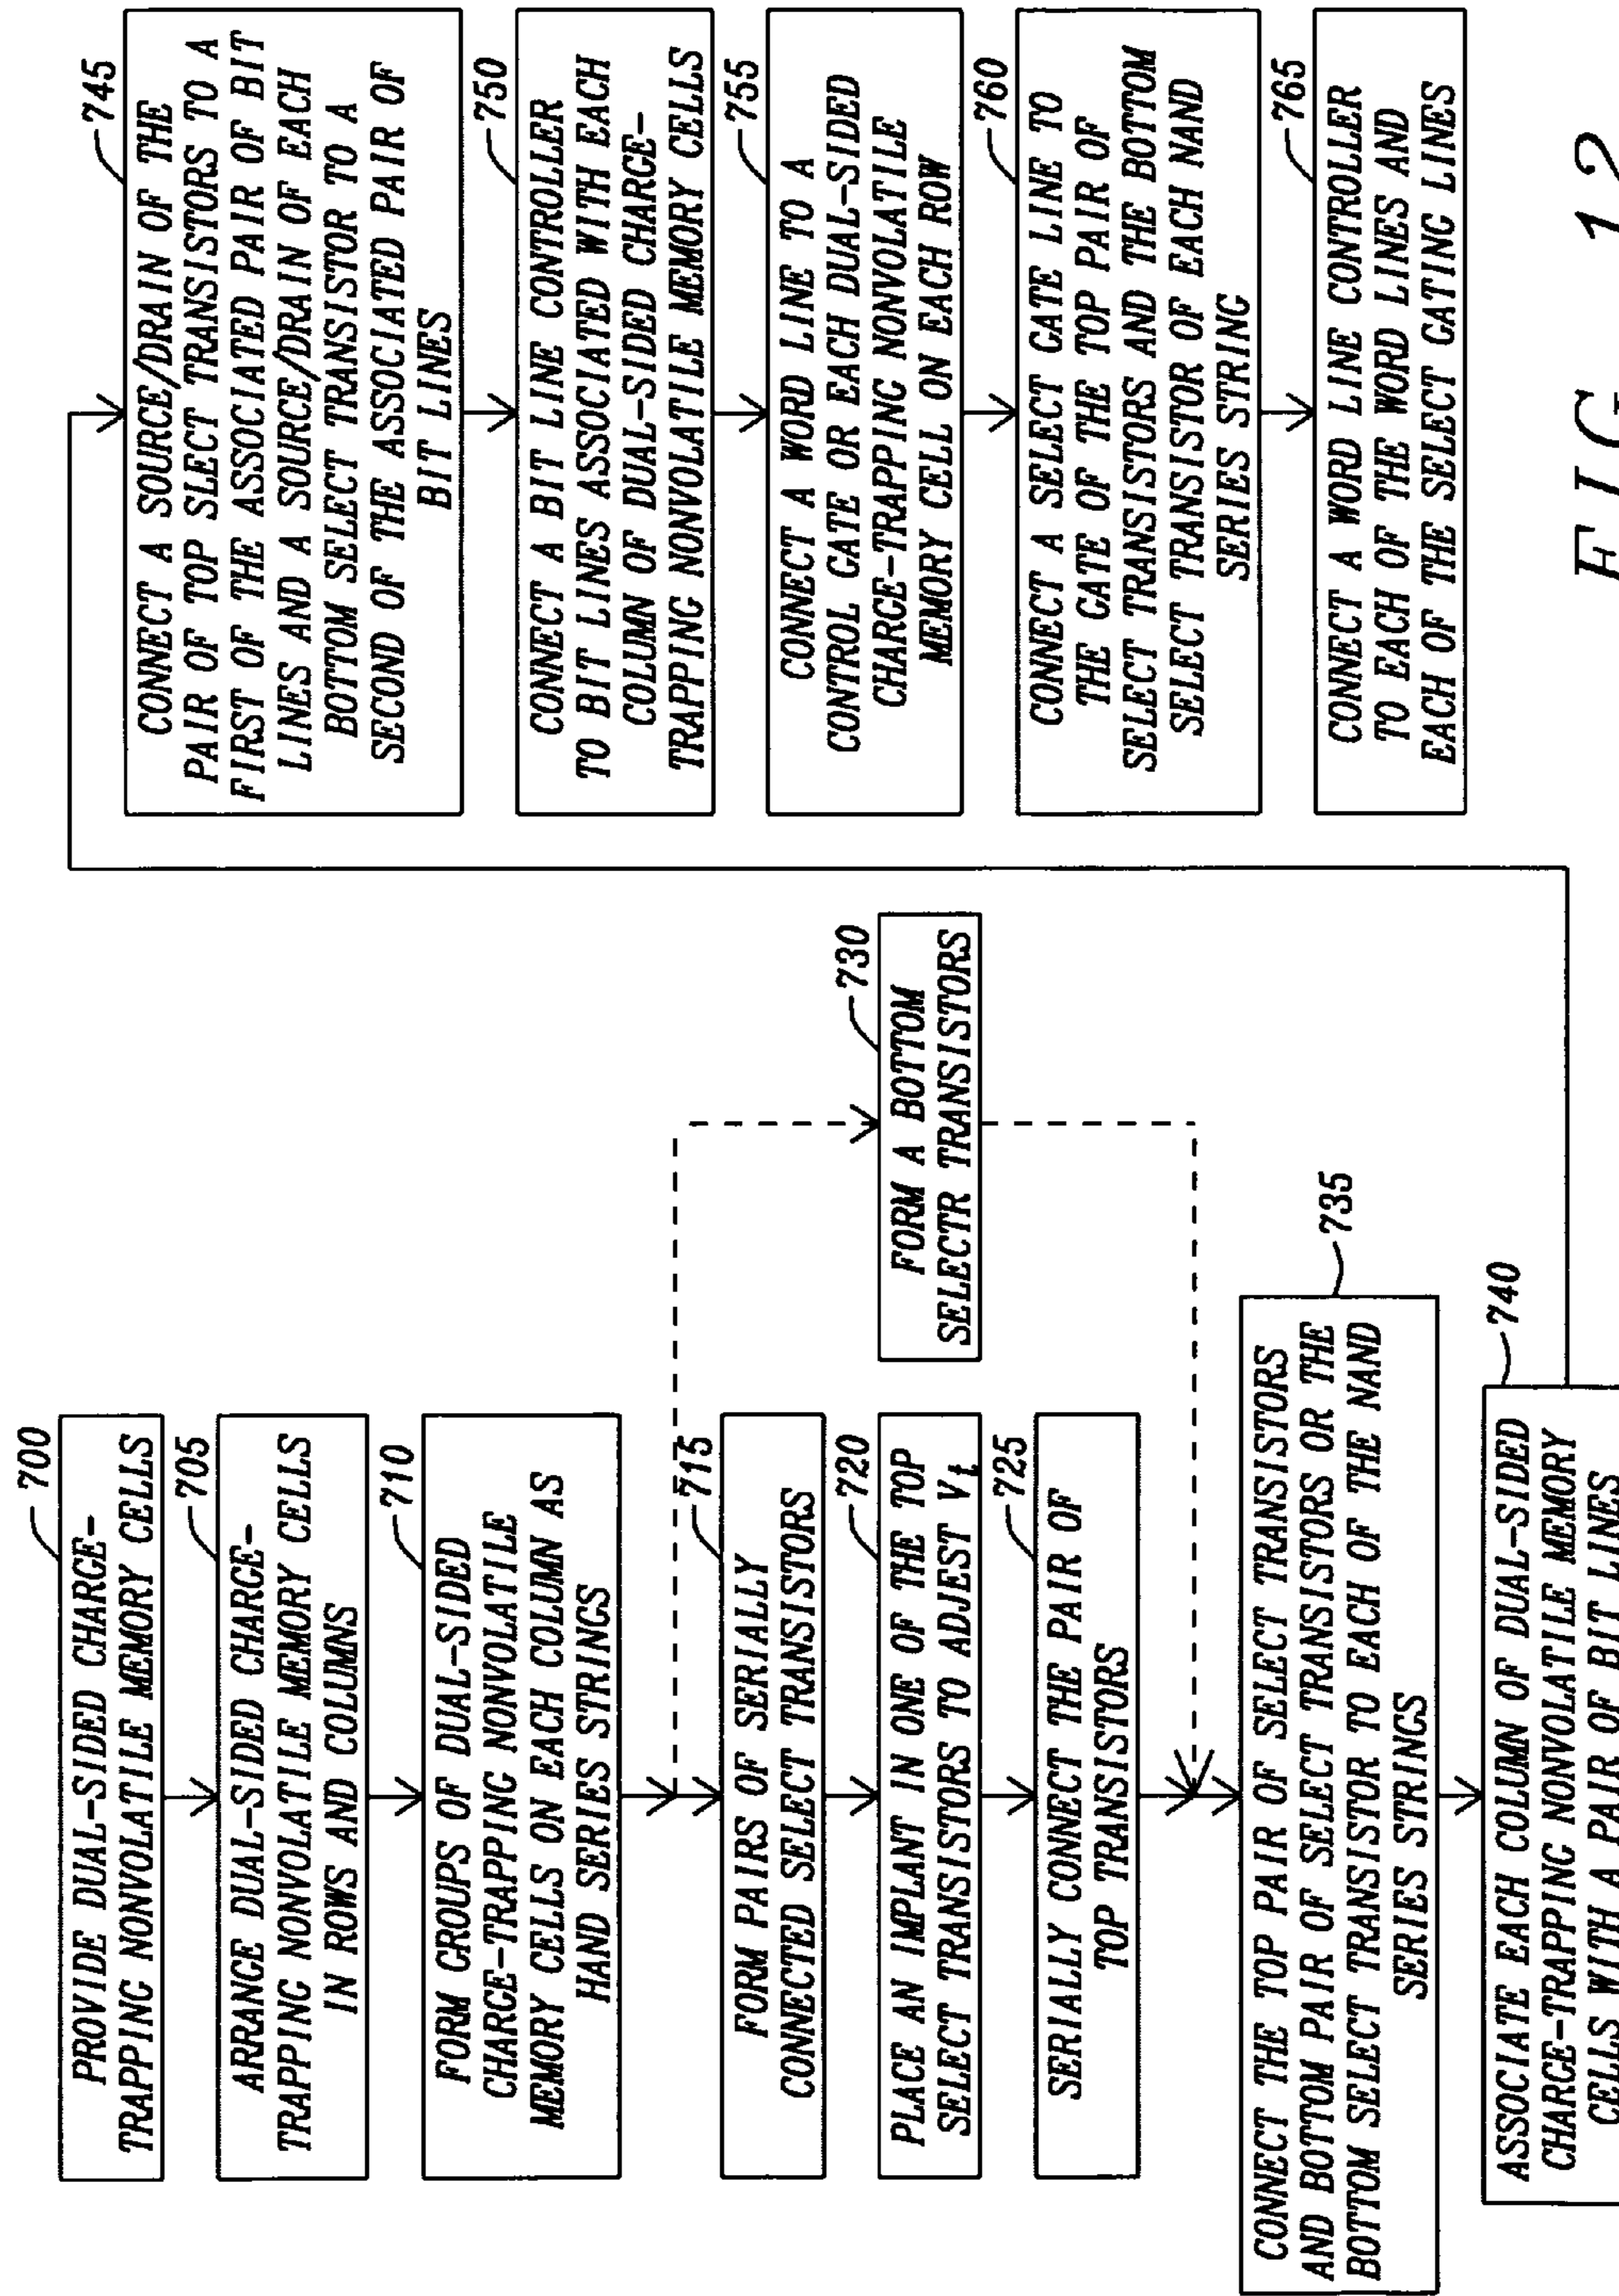 700
PROVIDE DUAL-SIDED CHARGE-
TRAPPING NONVOLATILE MEMORY CELLS
705
ARRANGE DUAL-SIDED CHARGE-
TRAPPING NONVOLATILE MEMORY CELLS
IN ROWS AND COLUMNS
710
FORM GROUPS OF DUAL-SIDED
CHARGE-TRAPPING NONVOLATILE
MEMORY CELLS ON EACH COLUMN AS
HAND SERIES STRINGS
715
FORM PAIRS OF SERIALLY
CONNECTED SELECT TRANSISTORS
720
PLACE AN IMPLANT IN ONE OF THE TOP
SELECT TRANSISTORS TO ADJEST Vt
725
SERIALLY CONNECT THE PAIR OF
TOP TRANSISTORS
730
FORM A BOTTOM
SELECTR TRANSISTORS
735
CONNECT THE TOP PAIR OF SELECT TRANSISTORS
AND BOTTOM PAIR OF SELECT TRANSISTORS OR THE
BOTTOM SELECT TRANSISTOR TO EACH OF THE NAND
SERIES STRINGS
740
ASSOCIATE EACH COLUMN OF DUAL-SIDED
CHARGE-TRAPPING NONVOLATILE MEMORY
CELLS WITH A PAIR OF BIT LINES
745
CONNECT A SOURCE/DRAIN OF THE
PAIR OF TOP SLECT TRANSISTORS TO A
FIRST OF THE ASSOCIATED PAIR OF BIT
LINES AND A SOURCE/DRAIN OF EACH
BOTTOM SELECT TRANSISTOR TO A
SECOND OF THE ASSOCIATED PAIR OF
BIT LINES
750
CONNECT A BIT LINE CONTROLLER
TO BIT LINES ASSOCIATED WITH EACH
COLUMN OF DUAL-SIDED CHARGE-
TRAPPING NONVOLATILE MEMORY CELLS
755
CONNECT A WORD LINE TO A
CONTROL GATE OR EACH DUAL-SIDED
CHARGE-TRAPPING NONVOLATILE
MEMORY CELL ON EACH ROW
760
CONNECT A SELECT GATE LINE TO
THE GATE OF THE TOP PAIR OF
SELECT TRANSISTORS AND THE BOTTOM
SELECT TRANSISTOR OF EACH NAND
SERIES STRING
765
CONNECT A WORD LINE CONTROLLER
TO EACH OF THE WORD LINES AND
EACH OF THE SELECT GATING LINES
FIG. 12